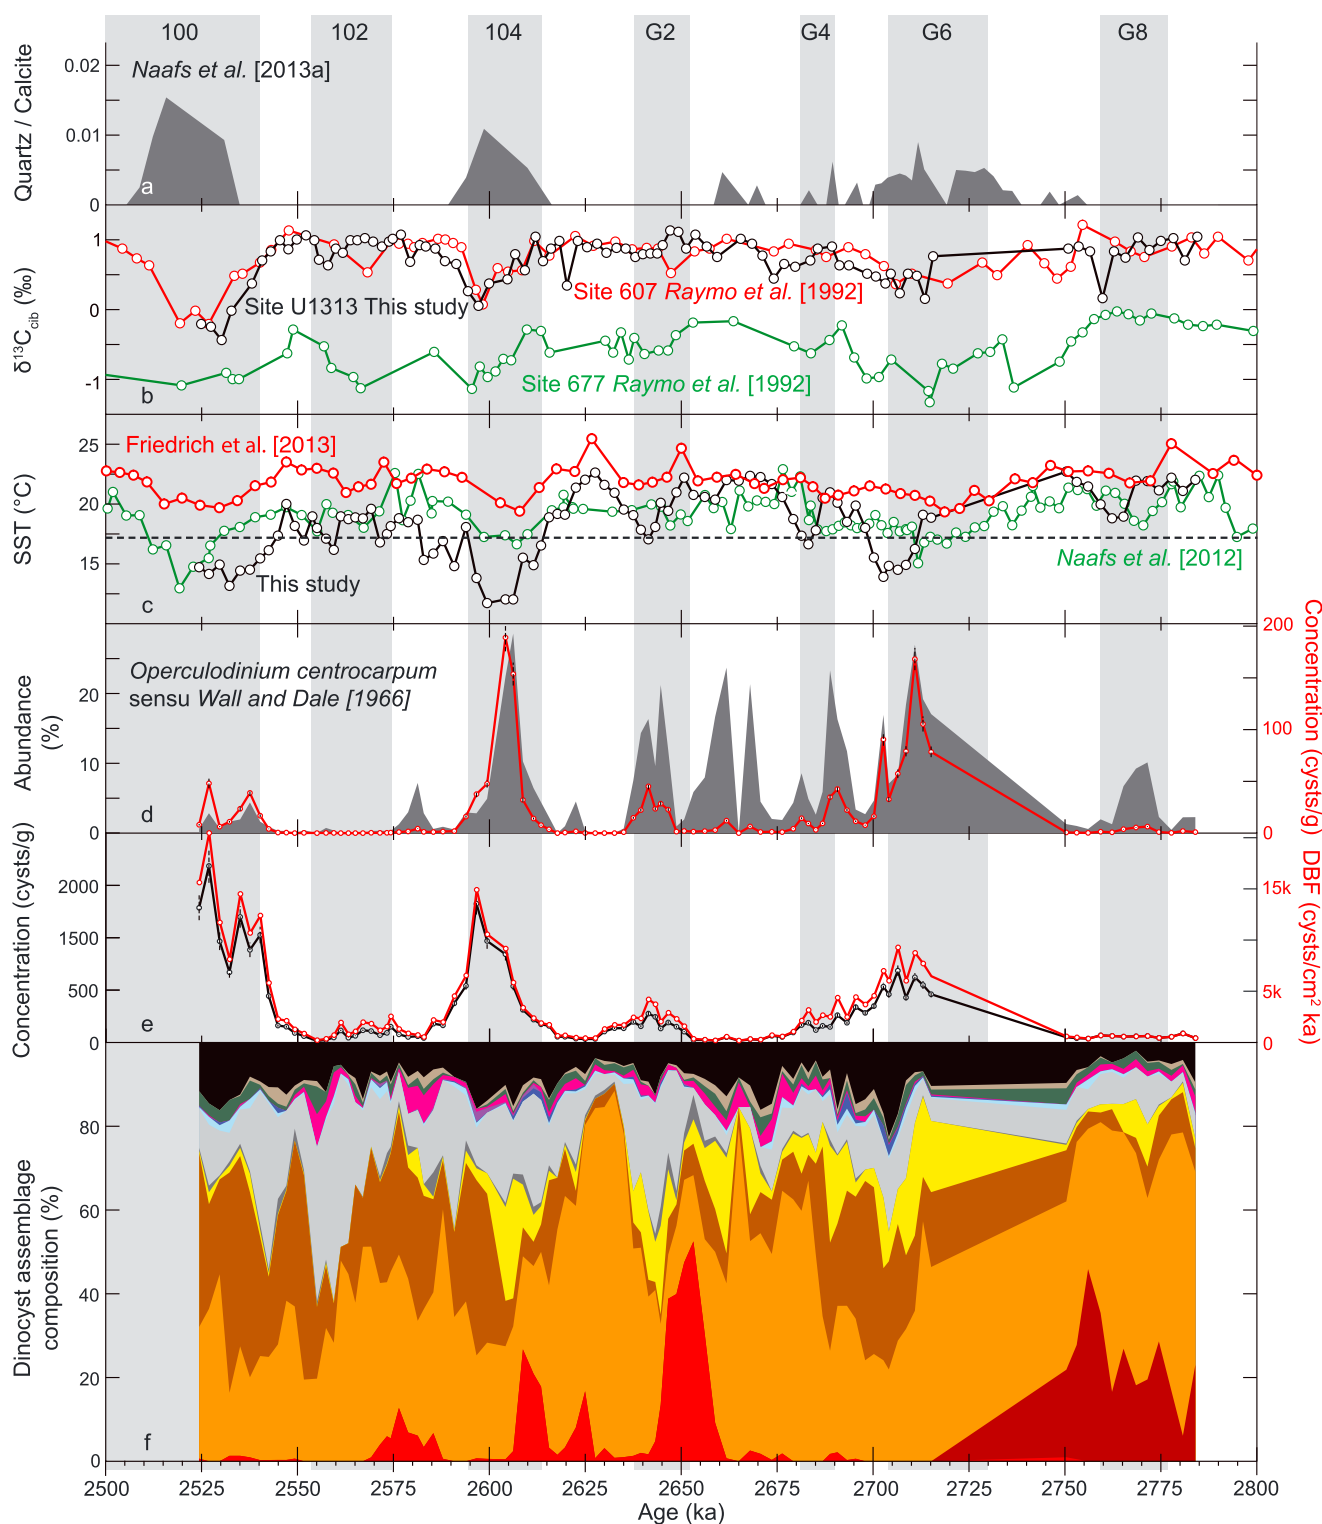 100 102 104 G2 G4 G6 G8
Naafs et al. [2013a]
0.02
0.01
0
Quartz / Calcite
a
1
0
-1
δ13Ccib (‰)
Site U1313 This study
Site 607 Raymo et al. [1992]
Site 677 Raymo et al. [1992]
b
Friedrich et al. [2013]
25
20
15
SST (°C)
This study
Naafs et al. [2012]
c
Operculodinium centrocarpum
sensu Wall and Dale [1966]
20
10
0
Abundance
(%)
200
100
0
Concentration (cysts/g)
d
2000
1500
500
0
Concentration (cysts/g)
15k
5k
0
DBF (cysts/cm2 ka)
e
80
60
40
20
0
Dinocyst assemblage
composition (%)
f
2500 2525 2550 2575 2600 2625 2650 2675 2700 2725 2750 2775 2800
Age (ka)